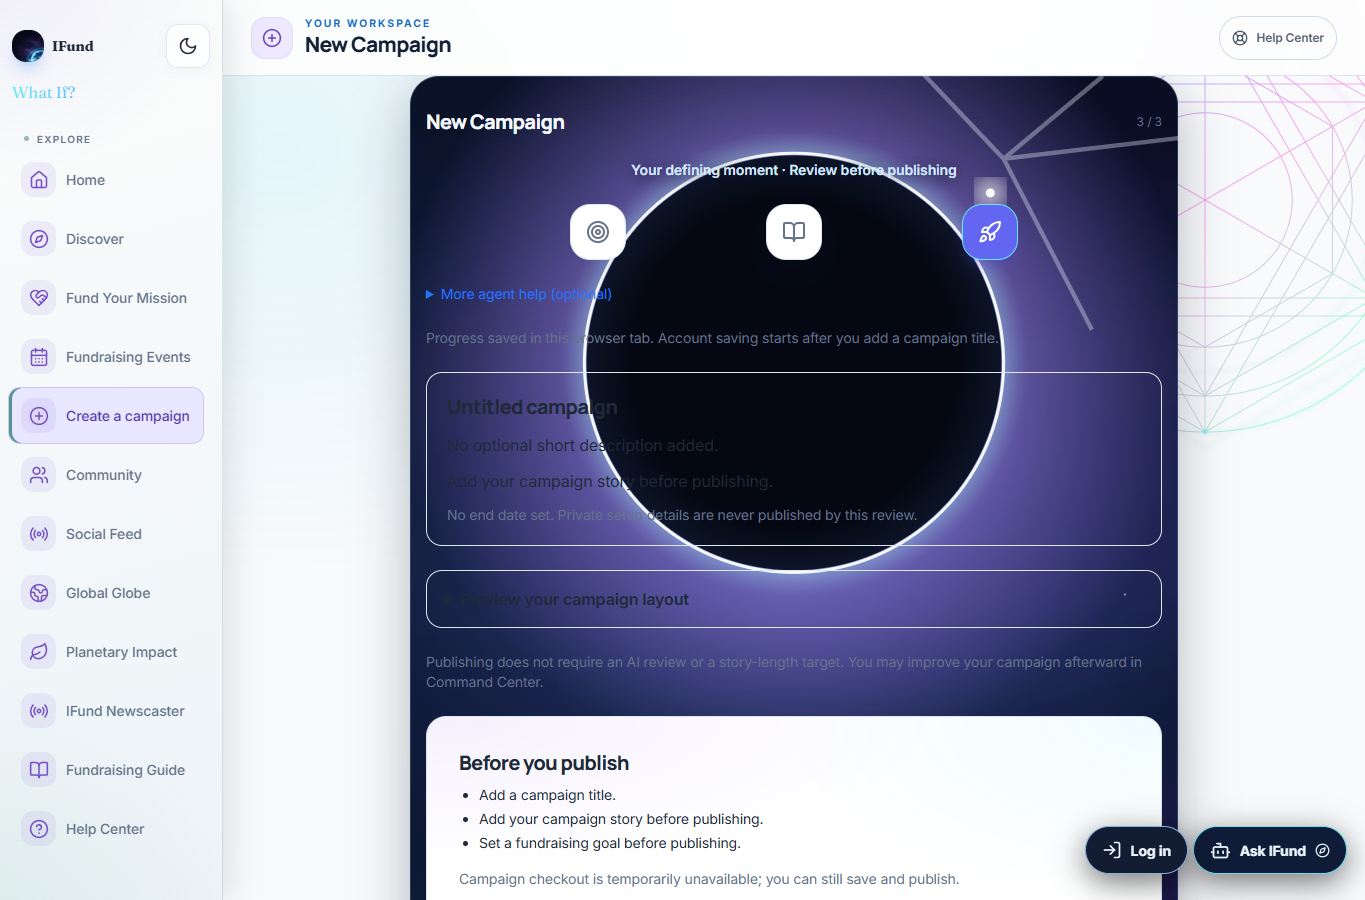 IFund
What If?
EXPLORE
Home
Discover
Fund Your Mission
Fundraising Events
Create a campaign
Community
Social Feed
Global Globe
Planetary Impact
IFund Newscaster
Fundraising Guide
Help Center
YOUR WORKSPACE
New Campaign
Help Center
New Campaign
3 / 3
Your defining moment · Review before publishing
More agent help (optional)
Progress saved in this browser tab. Account saving starts after you add a campaign title.
Untitled campaign
No optional short description added.
Add your campaign story before publishing.
No end date set. Private setup details are never published by this review.
Preview your campaign layout
Publishing does not require an AI review or a story-length target. You may improve your campaign afterward in
Command Center.
Before you publish
Add a campaign title.
Add your campaign story before publishing.
Set a fundraising goal before publishing.
Campaign checkout is temporarily unavailable; you can still save and publish.
Log in
Ask IFund